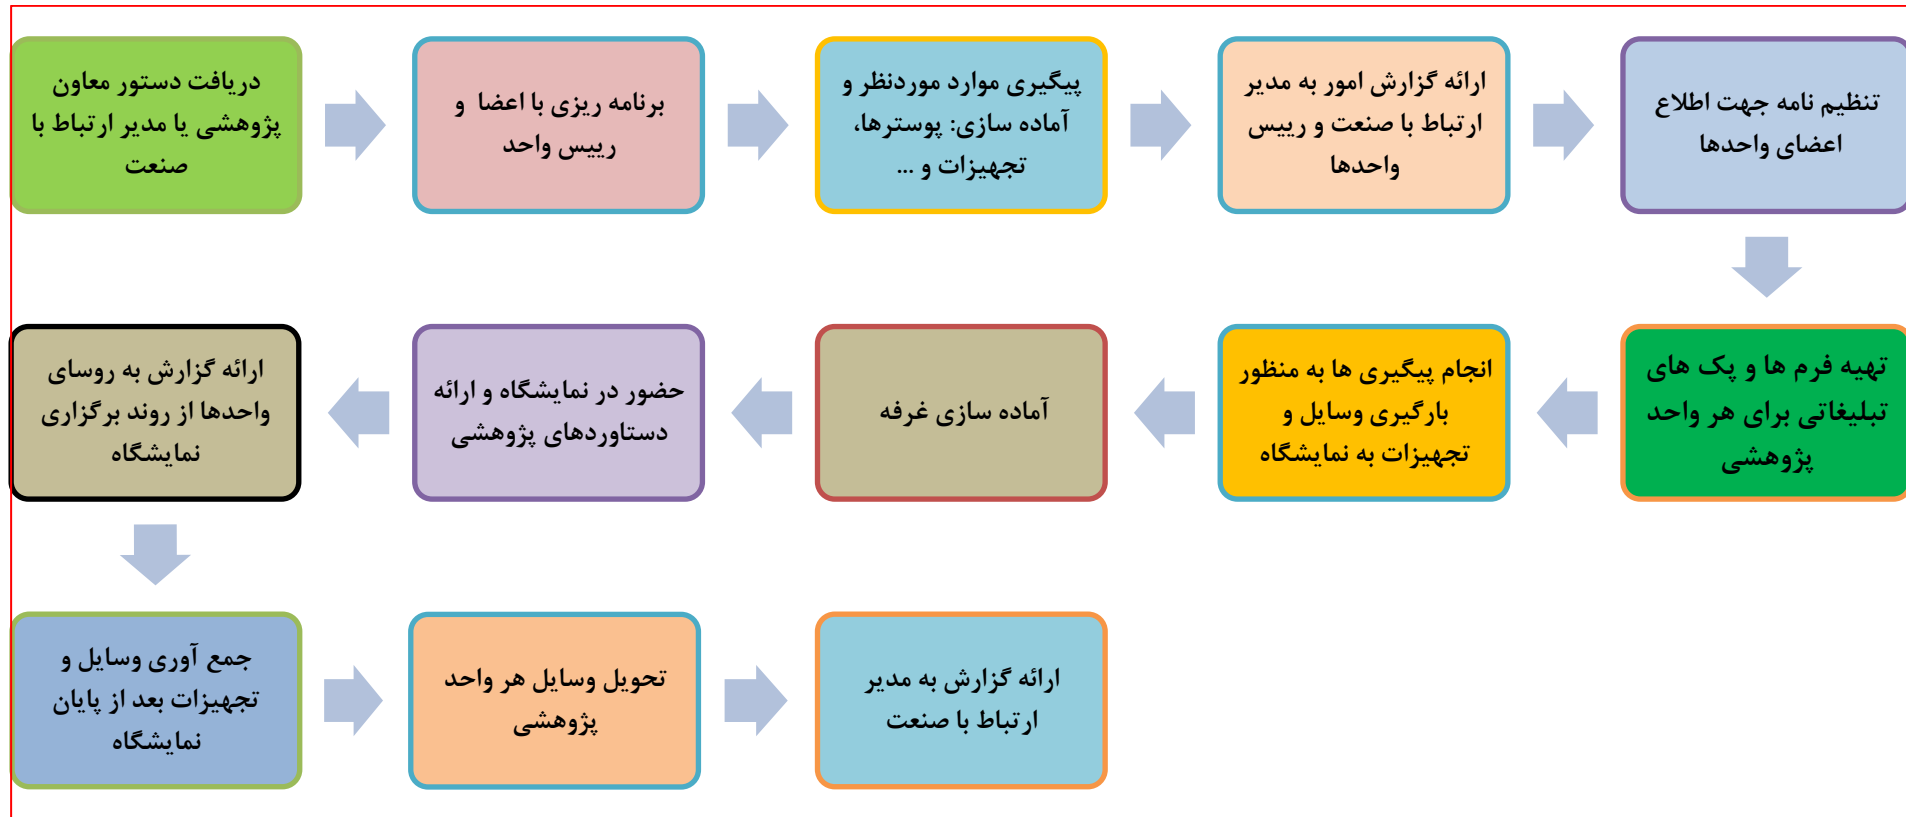 دریافت دستور معاون
پژوهشی یا مدیر ارتباط با
صنعت
برنامه ریزی با اعضا و
رییس واحد
پیگیری موارد موردنظر و
آماده سازی: پوسترها،
تجهیزات و ...
ارائه گزارش امور به مدیر
ارتباط با صنعت و رییس
واحدها
تنظیم نامه جهت اطلاع
اعضای واحدها
تهیه فرم ها و پک های
تبلیغاتی برای هر واحد
پژوهشی
انجام پیگیری ها به منظور
بارگیری وسایل و
تجهیزات به نمایشگاه
آماده سازی غرفه
حضور در نمایشگاه و ارائه
دستاوردهای پژوهشی
ارائه گزارش به روسای
واحدها از روند برگزاری
نمایشگاه
جمع آوری وسایل و
تجهیزات بعد از پایان
نمایشگاه
تحویل وسایل هر واحد
پژوهشی
ارائه گزارش به مدیر
ارتباط با صنعت